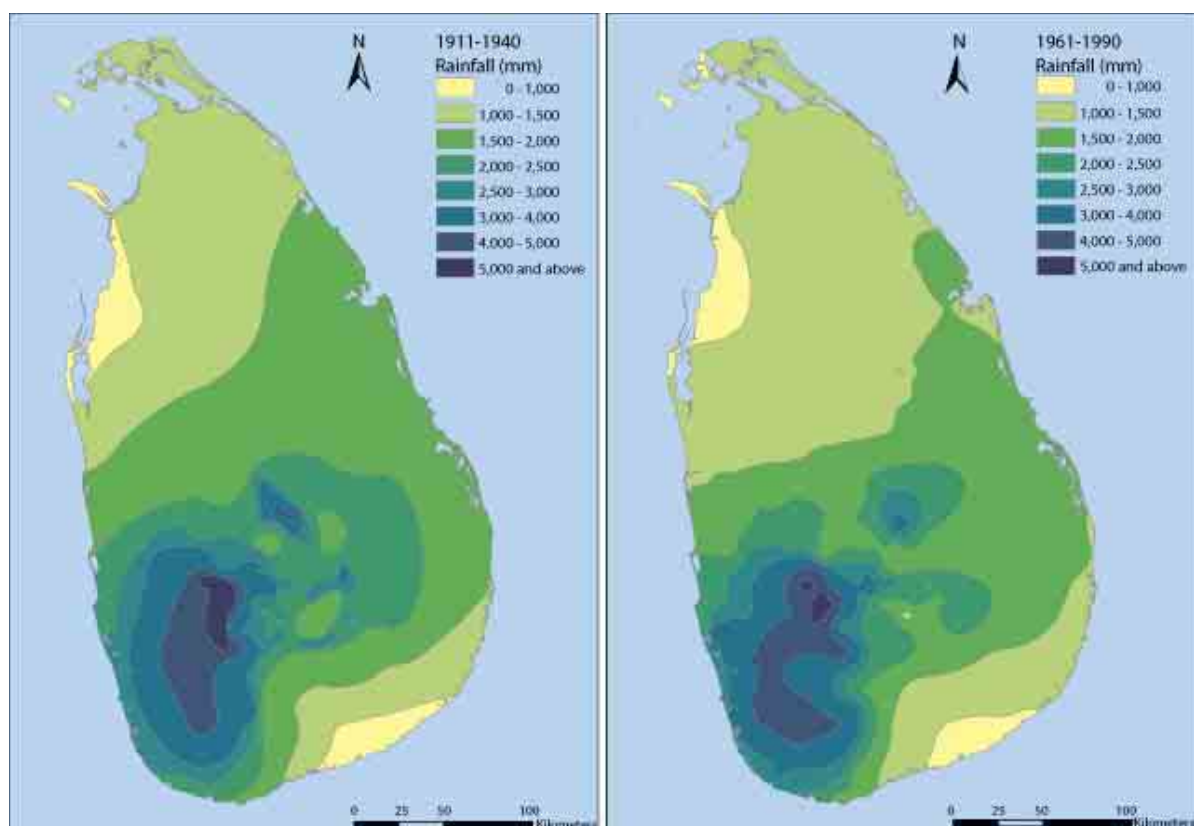 N
1911-1940
Rainfall (mm)
0 - 1,000
1,000 - 1,500
1,500 - 2,000
2,000 - 2,500
2,500 - 3,000
3,000 - 4,000
4,000 - 5,000
5,000 and above
0 25 50 100
Kilometers
N
1961-1990
Rainfall (mm)
0 - 1,000
1,000 - 1,500
1,500 - 2,000
2,000 - 2,500
2,500 - 3,000
3,000 - 4,000
4,000 - 5,000
5,000 and above
0 25 50 100
Kilometers